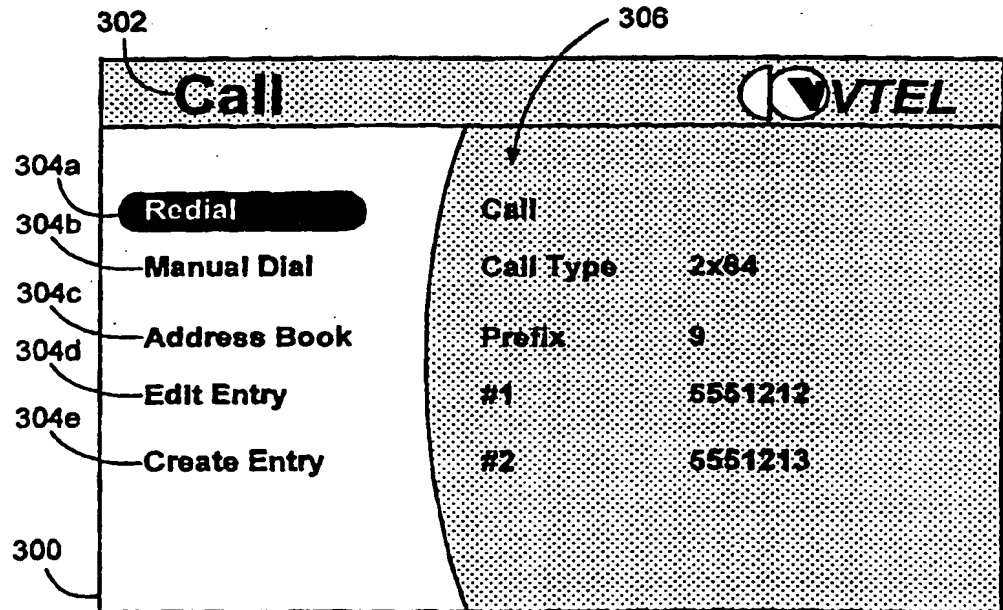 302 306
Call VTEL
304a
Redial Call
304b
Manual Dial Call Type 2x64
304c
Address Book Prefix 9
304d
Edit Entry #1 5551212
304e
Create Entry #2 5551213
300